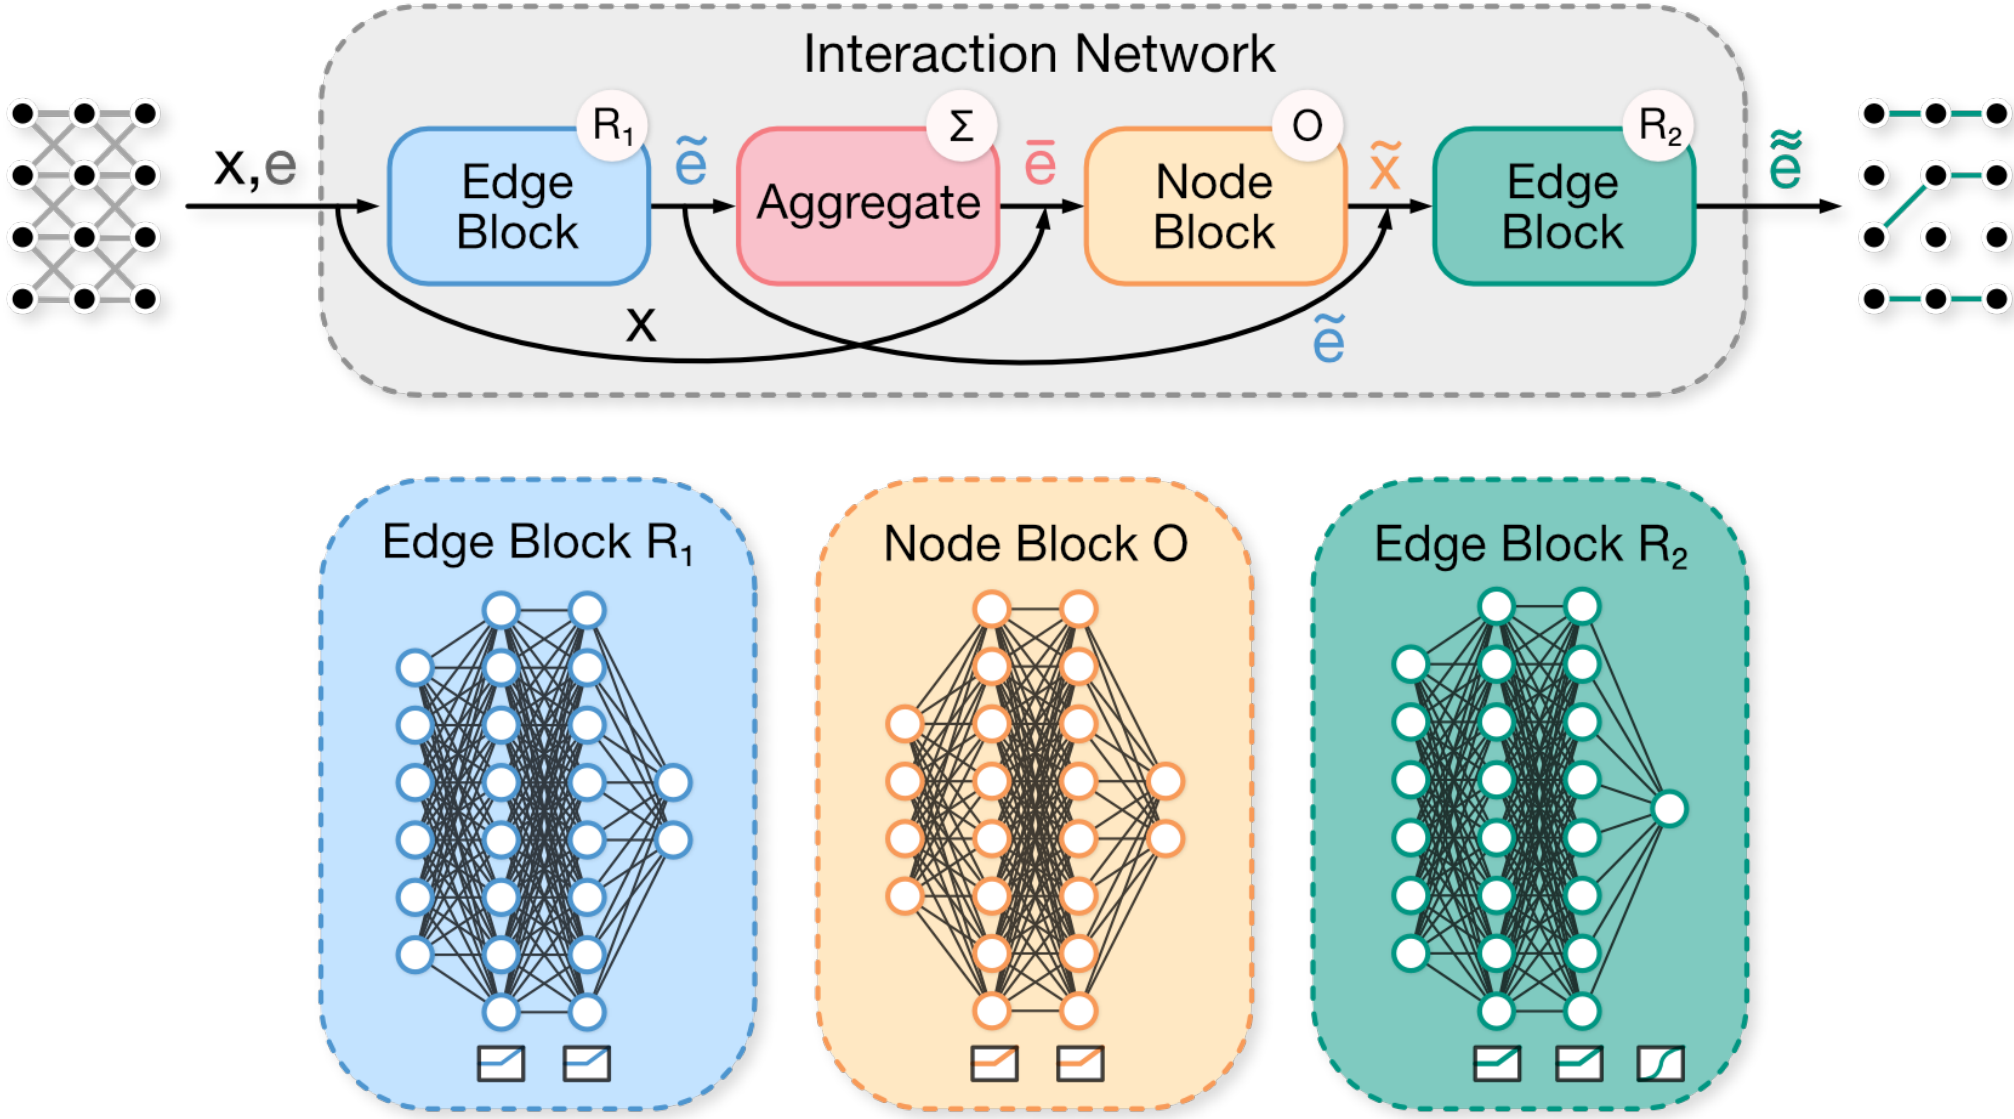 Interaction Network
x,e
R₁
Edge
Block
ẽ
Σ
Aggregate
ē
O
Node
Block
x̃
R₂
Edge
Block
ẽ̃
x
ẽ
Edge Block R₁
Node Block O
Edge Block R₂